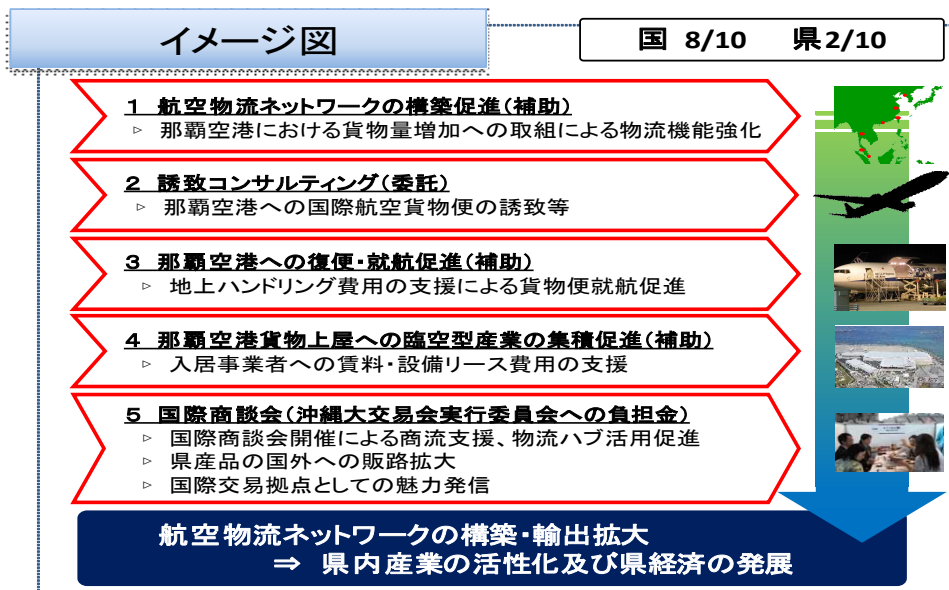 イメージ図
国 8/10 県2/10
1 航空物流ネットワークの構築促進(補助)
▹ 那覇空港における貨物量増加への取組による物流機能強化
2 誘致コンサルティング(委託)
▹ 那覇空港への国際航空貨物便の誘致等
3 那覇空港への復便・就航促進(補助)
▹ 地上ハンドリング費用の支援による貨物便就航促進
4 那覇空港貨物上屋への臨空型産業の集積促進(補助)
▹ 入居事業者への賃料・設備リース費用の支援
5 国際商談会(沖縄大交易会実行委員会への負担金)
▹ 国際商談会開催による商流支援、物流ハブ活用促進
▹ 県産品の国外への販路拡大
▹ 国際交易拠点としての魅力発信
航空物流ネットワークの構築・輸出拡大
⇒ 県内産業の活性化及び県経済の発展